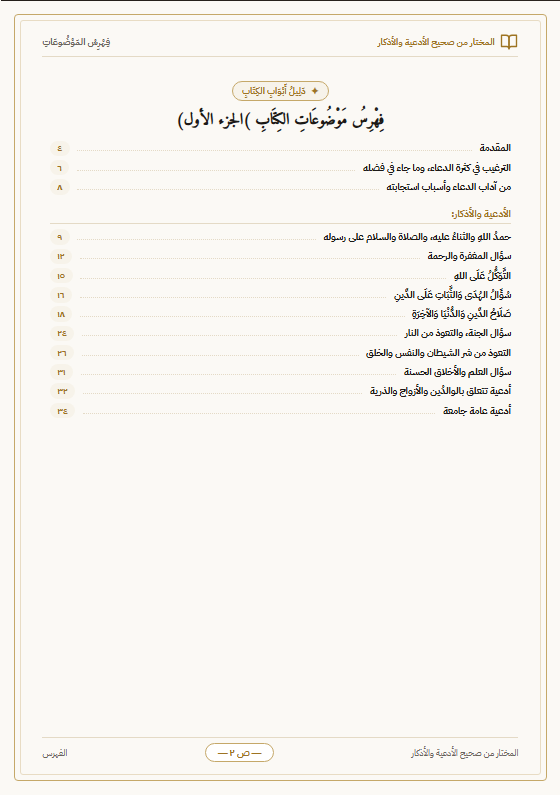 المختار من صحيح الأدعية والأذكار
فِهْرِسُ المَوْضُوعَاتِ
✦ دَلِيلُ أَبْوَابِ الكِتَابِ
فِهْرِسُ مَوْضُوعَاتِ الكِتَابِ )الجزء الأول(
المقدمة ٤
الترغيب في كثرة الدعاء، وما جاء في فضله ٦
من آداب الدعاء وأسباب استجابته ٨
الأدعية والأذكار:
حمدُ اللهِ والثناءُ عليه، والصلاة والسلام على رسوله ٩
سؤال المغفرة والرحمة ١٢
التَّوَكُّلُ عَلَى اللهِ ١٥
سُؤَالُ الهُدَى وَالثَّبَاتِ عَلَى الدِّينِ ١٦
صَلَاحُ الدِّينِ وَالدُّنْيَا وَالآخِرَةِ ١٨
سؤال الجنة، والتعوذ من النار ٢٤
التعوذ من شر الشيطان والنفس والخلق ٢٦
سؤال العلم والأخلاق الحسنة ٣١
أدعية تتعلق بالوالدَين والأزواج والذرية ٣٢
أدعية عامة جامعة ٣٤
المختار من صحيح الأدعية والأذكار
— ص ٢ —
الفهرس